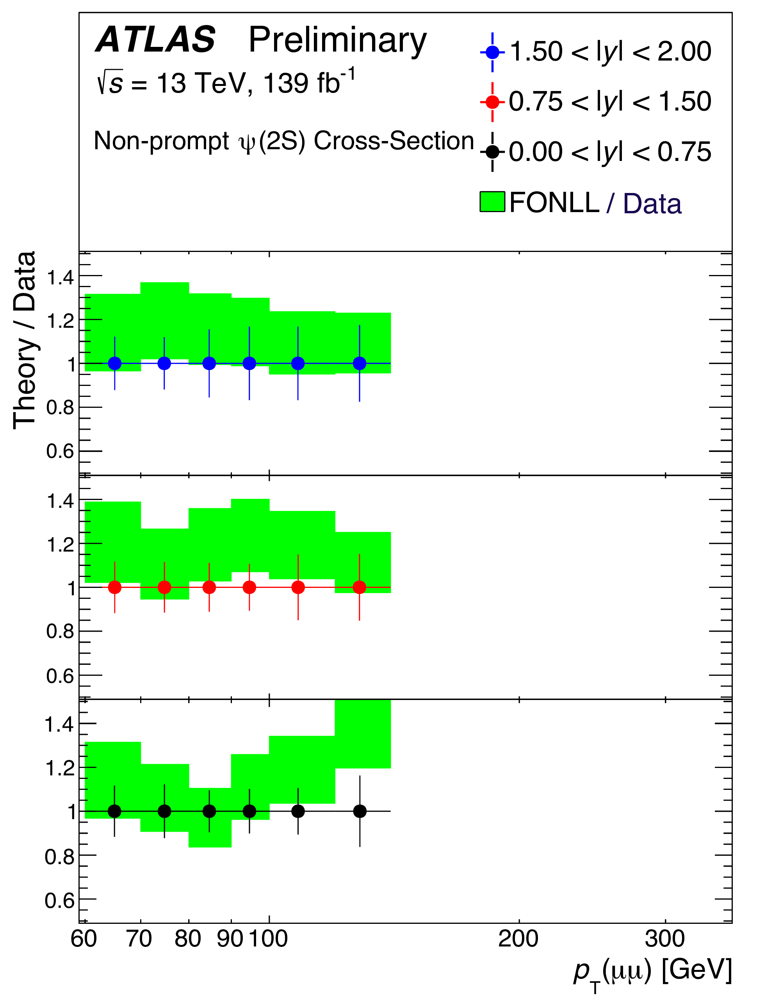 ATLAS Preliminary
√s = 13 TeV, 139 fb-1
Non-prompt ψ(2S) Cross-Section
1.50 < |y| < 2.00
0.75 < |y| < 1.50
0.00 < |y| < 0.75
FONLL / Data
Theory / Data
1.4
1.2
1
0.8
0.6
1.4
1.2
1
0.8
0.6
1.4
1.2
1
0.8
0.6
60 70 80 90 100 200 300
pT(μμ) [GeV]